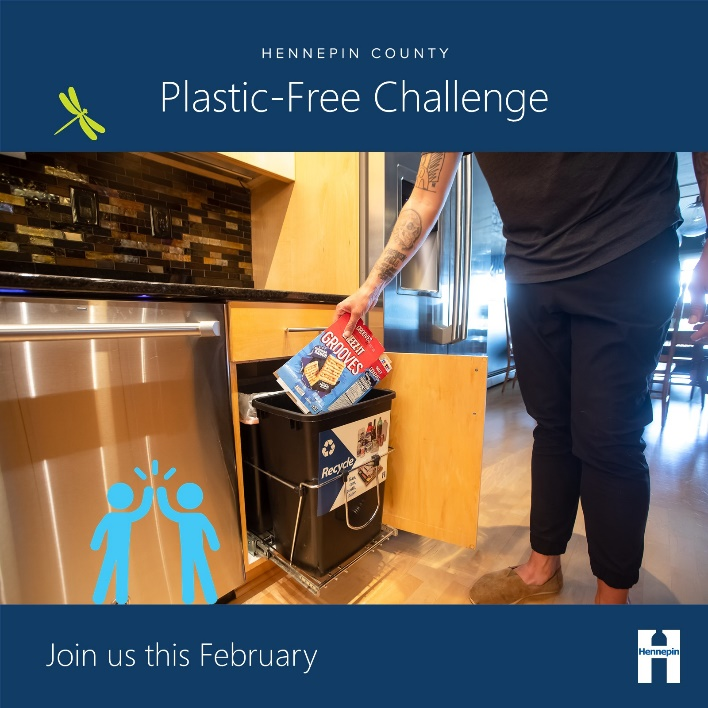 HENNEPIN COUNTY
Plastic-Free Challenge
CHEEZ-IT
GROOVES
Recycle
Join us this February
Hennepin